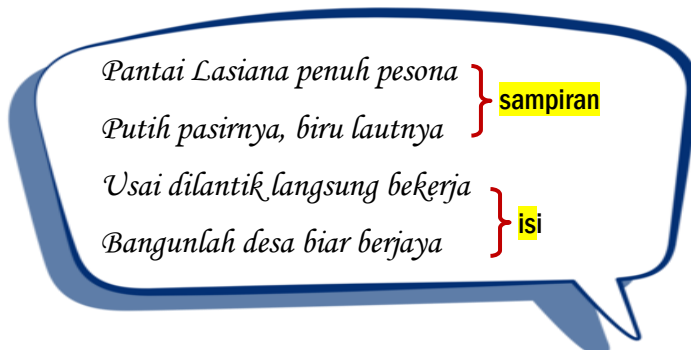 Pantai Lasiana penuh pesona
Putih pasirnya, biru lautnya
sampiran
Usai dilantik langsung bekerja
Bangunlah desa biar berjaya
isi